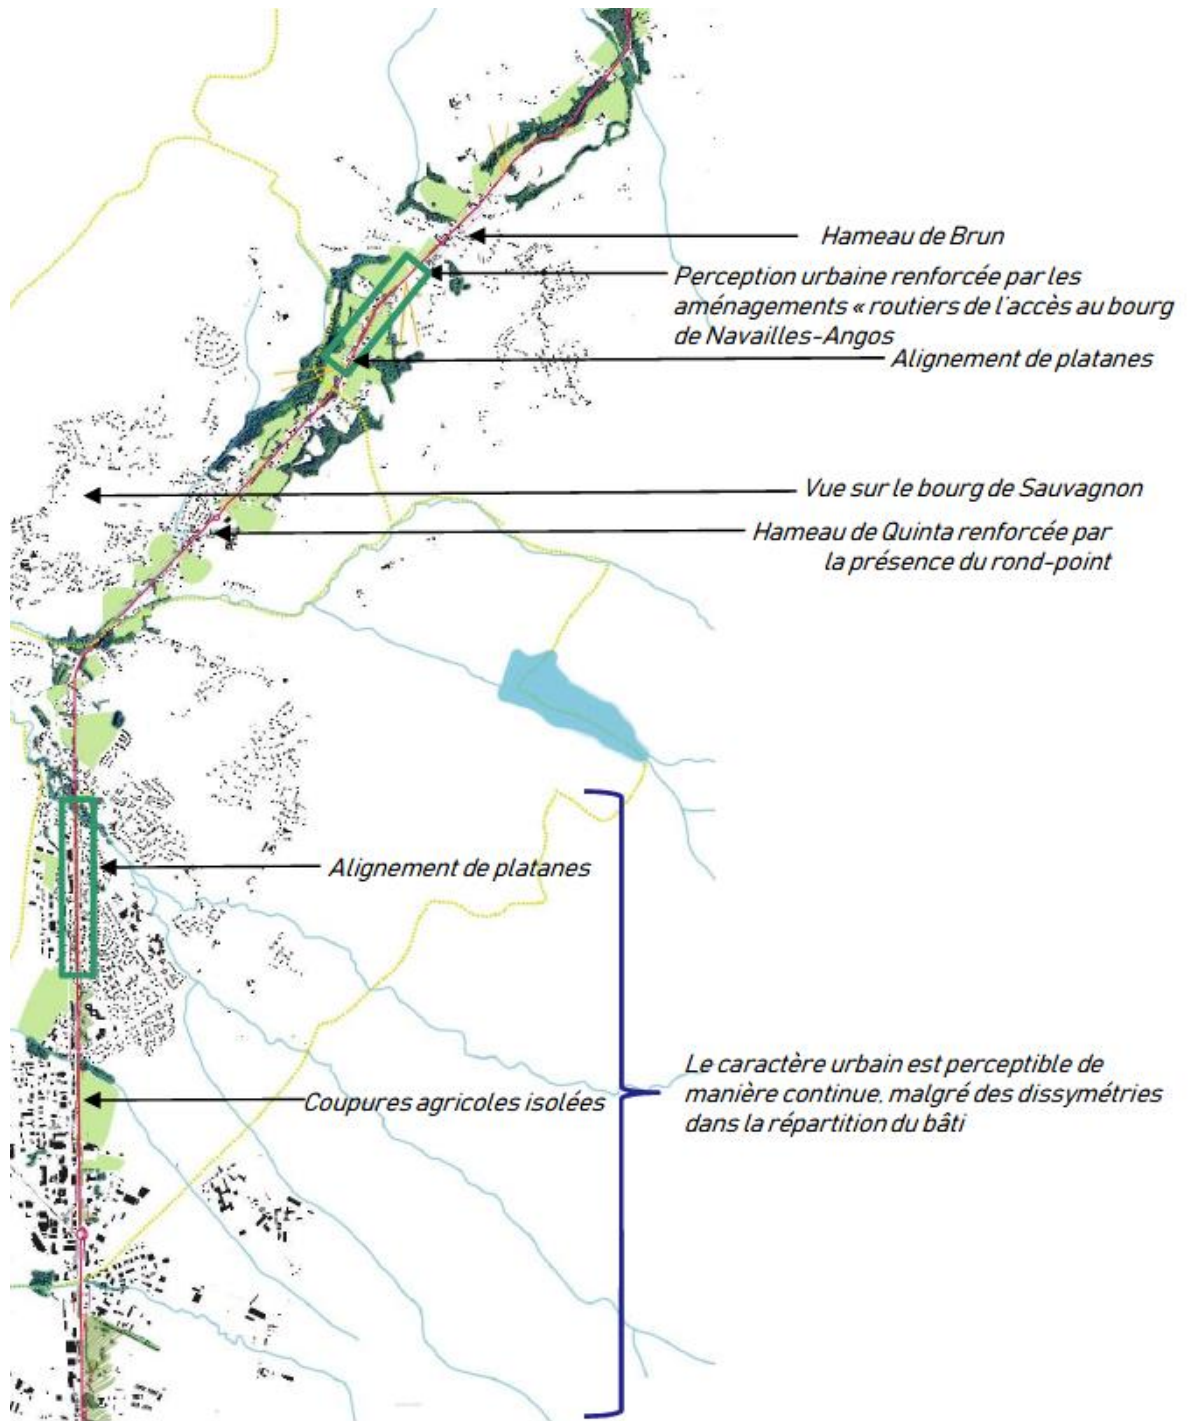 Hameau de Brun
Perception urbaine renforcée par les
aménagements « routiers de l'accès au bourg
de Navailles-Angos
Alignement de platanes
Vue sur le bourg de Sauvagnon
Hameau de Quinta renforcée par
la présence du rond-point
Alignement de platanes
Le caractère urbain est perceptible de
manière continue, malgré des dissymétries
dans la répartition du bâti
Coupures agricoles isolées